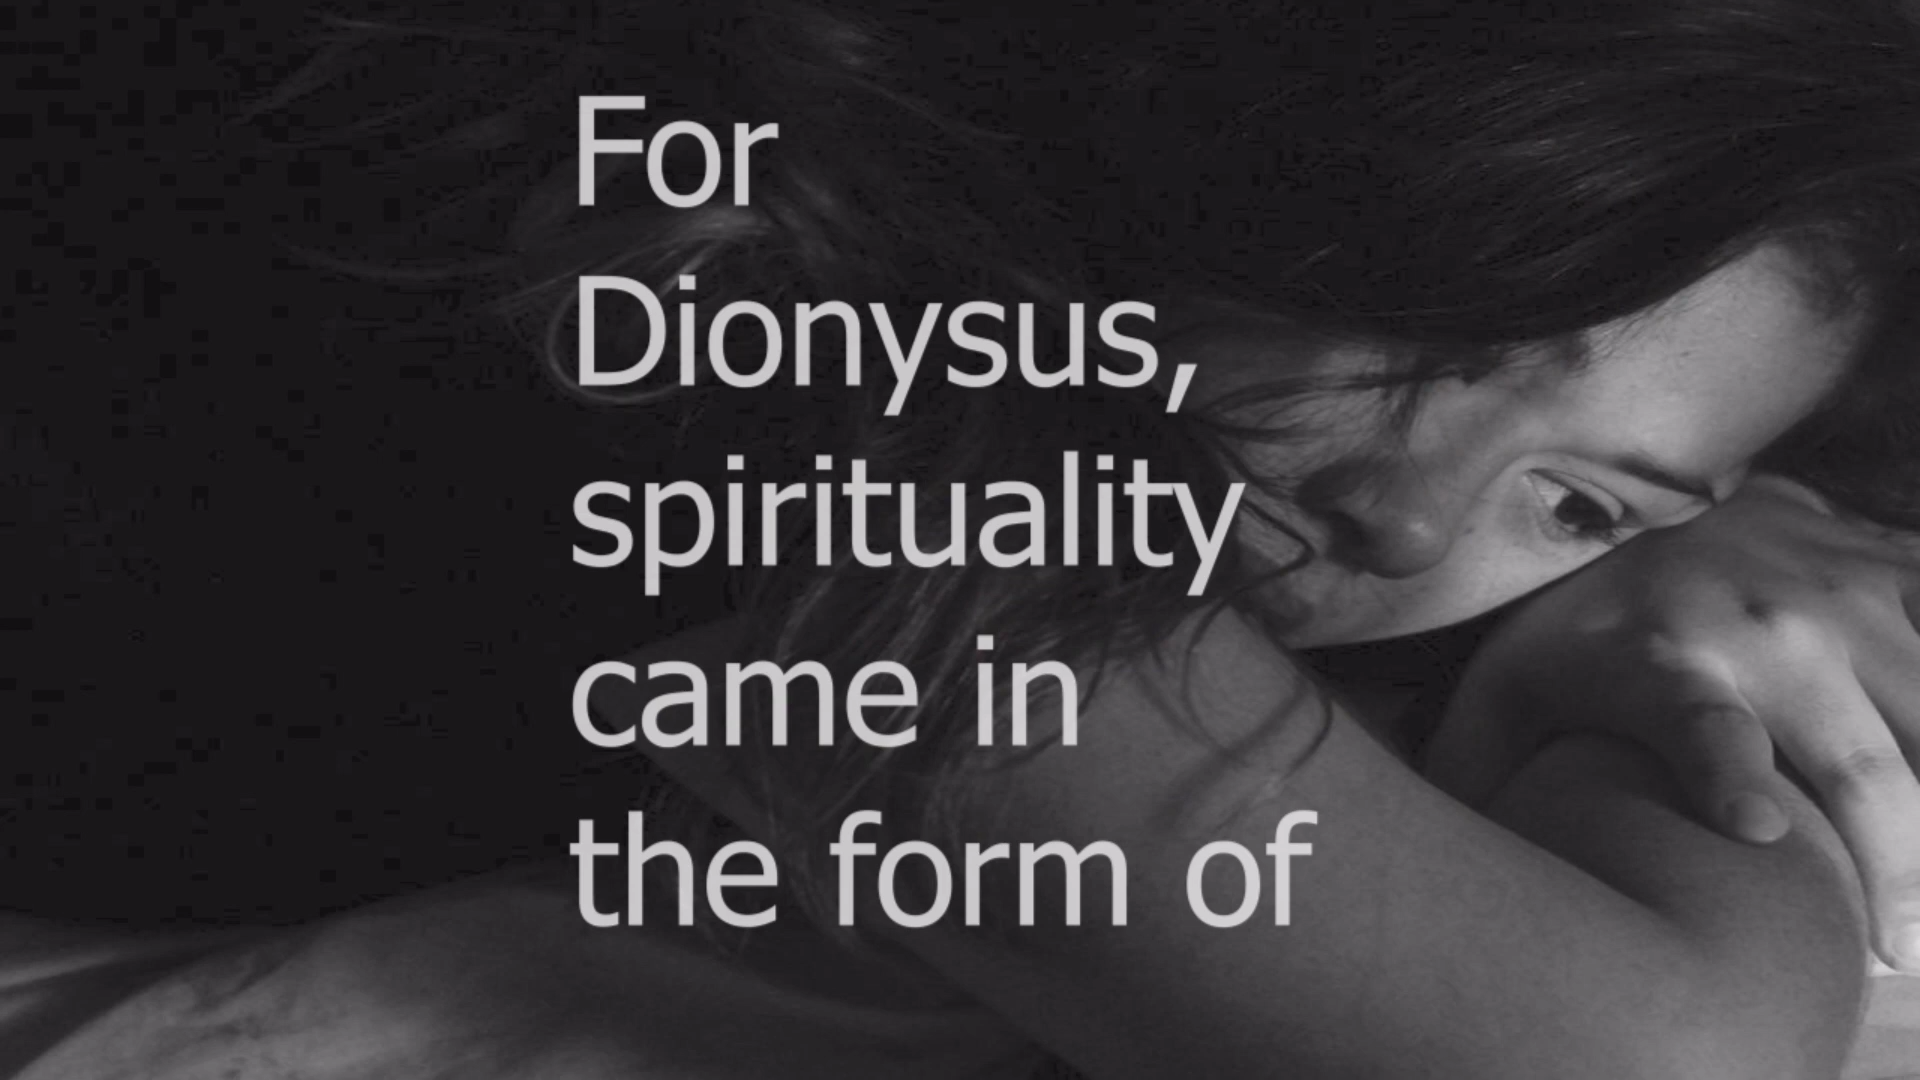 For
Dionysus,
spirituality
came in
the form of